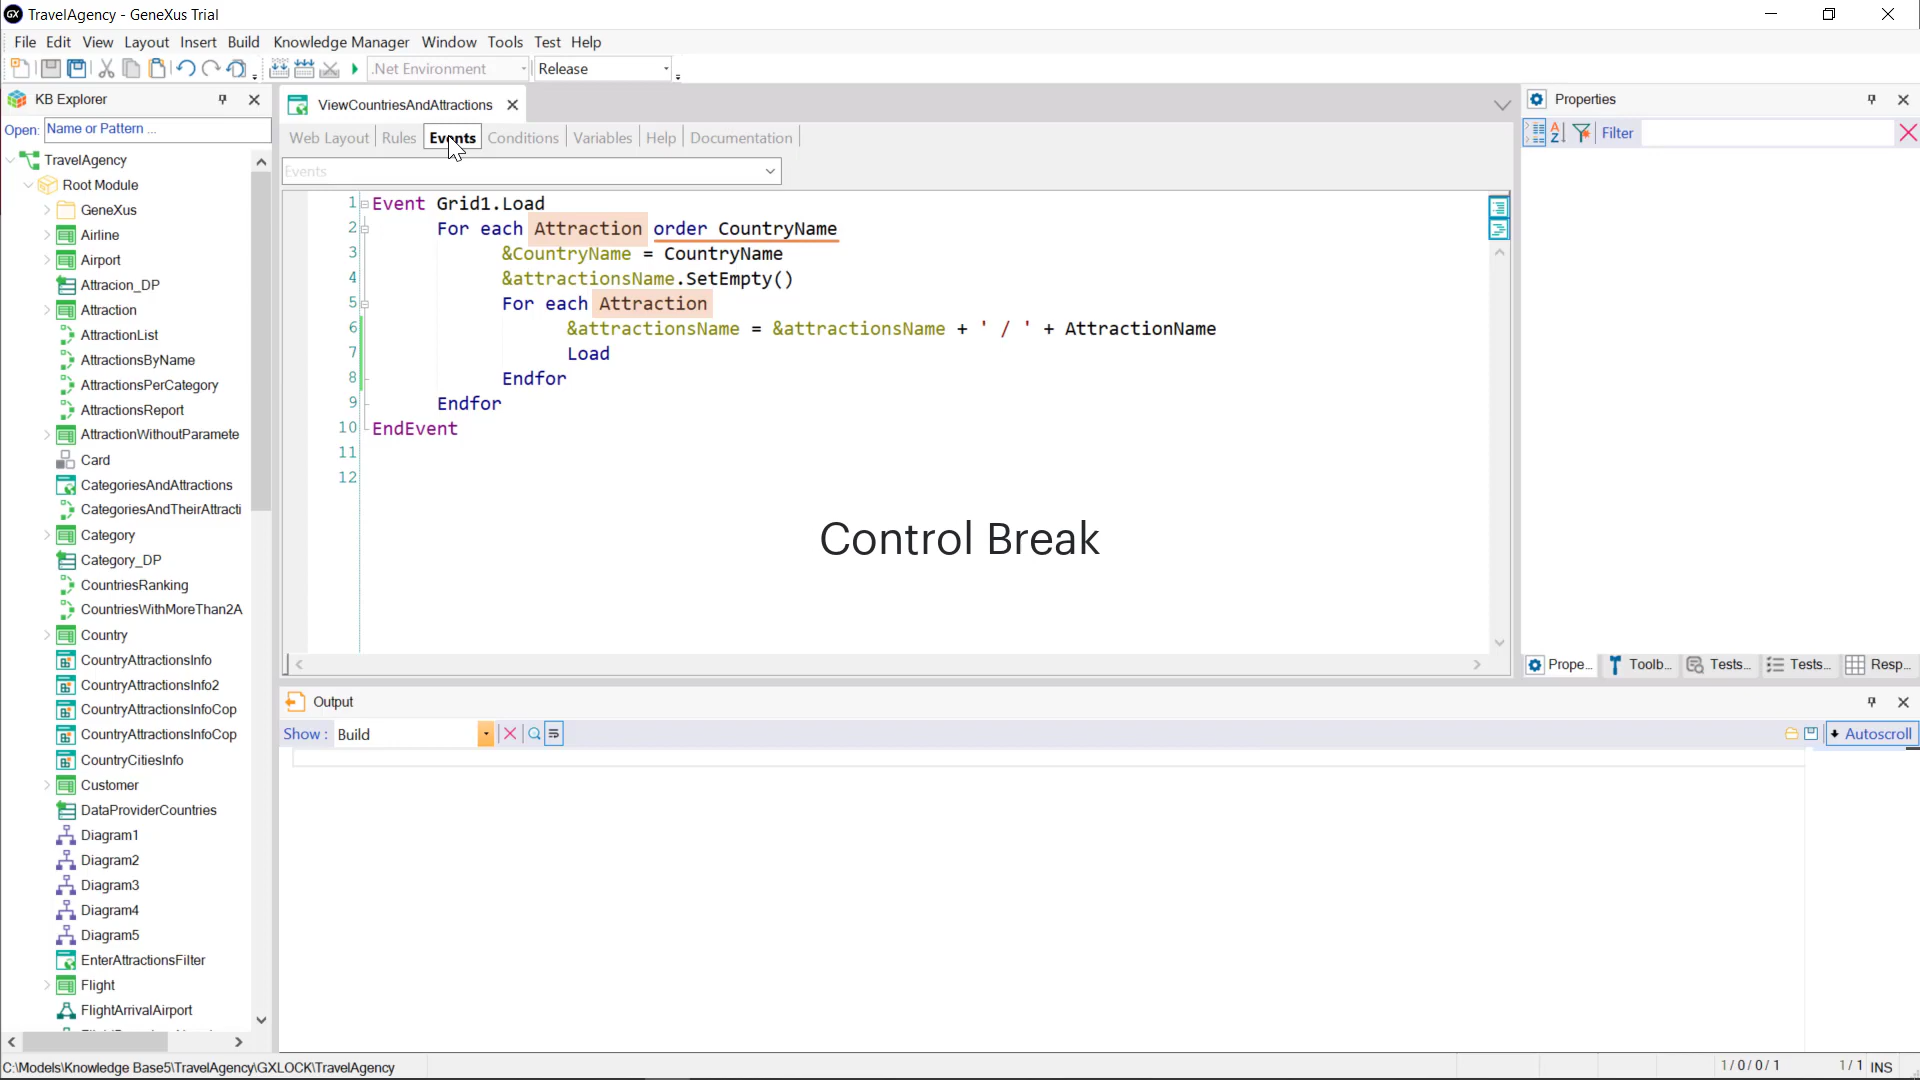 TravelAgency - GeneXus Trial
File Edit View Layout Insert Build Knowledge Manager Window Tools Test Help
.Net Environment Release
KB Explorer
Open: Name or Pattern ...
TravelAgency
Root Module
GeneXus
Airline
Airport
Attracion_DP
Attraction
AttractionList
AttractionsByName
AttractionsPerCategory
AttractionsReport
AttractionWithoutParamete
Card
CategoriesAndAttractions
CategoriesAndTheirAttracti
Category
Category_DP
CountriesRanking
CountriesWithMoreThan2A
Country
CountryAttractionsInfo
CountryAttractionsInfo2
CountryAttractionsInfoCop
CountryAttractionsInfoCop
CountryCitiesInfo
Customer
DataProviderCountries
Diagram1
Diagram2
Diagram3
Diagram4
Diagram5
EnterAttractionsFilter
Flight
FlightArrivalAirport
ViewCountriesAndAttractions
Web Layout Rules Events Conditions Variables Help Documentation
Events
1 Event Grid1.Load
2 For each Attraction order CountryName
3 &CountryName = CountryName
4 &attractionsName.SetEmpty()
5 For each Attraction
6 &attractionsName = &attractionsName + ' / ' + AttractionName
7 Load
8 Endfor
9 Endfor
10 EndEvent
11
12
Control Break
Properties
Filter
Prope... Toolb... Tests... Tests... Resp...
Output
Show : Build
Autoscroll
C:\Models\Knowledge Base5\TravelAgency\GXLOCK\TravelAgency
1/0/0/1 1/1 INS